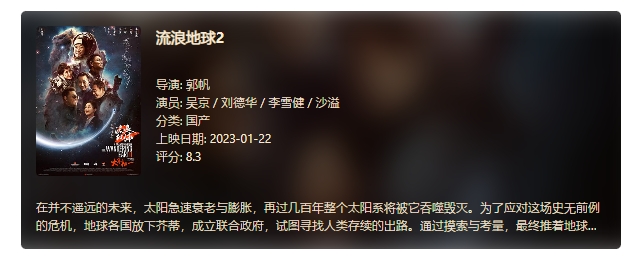 流浪地球2
导演: 郭帆
演员: 吴京 / 刘德华 / 李雪健 / 沙溢
分类: 国产
上映日期: 2023-01-22
评分: 8.3
在并不遥远的未来，太阳急速衰老与膨胀，再过几百年整个太阳系将被它吞噬毁灭。为了应对这场史无前例
的危机，地球各国放下芥蒂，成立联合政府，试图寻找人类存续的出路。通过摸索与考量，最终推着地球...